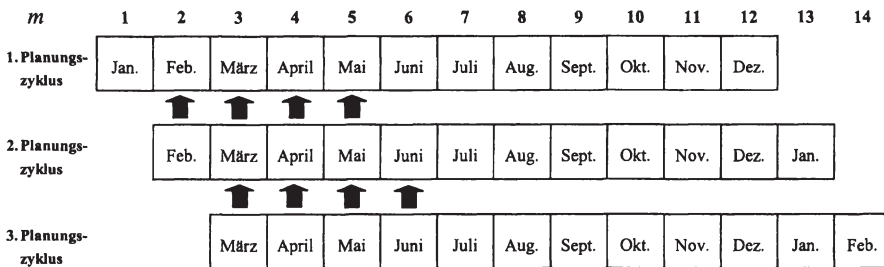 m 1 2 3 4 5 6 7 8 9 10 11 12 13 14
1. Planungs-
zyklus
Jan. Feb. März April Mai Juni Juli Aug. Sept. Okt. Nov. Dez.
2. Planungs-
zyklus
Feb. März April Mai Juni Juli Aug. Sept. Okt. Nov. Dez. Jan.
3. Planungs-
zyklus
März April Mai Juni Juli Aug. Sept. Okt. Nov. Dez. Jan. Feb.